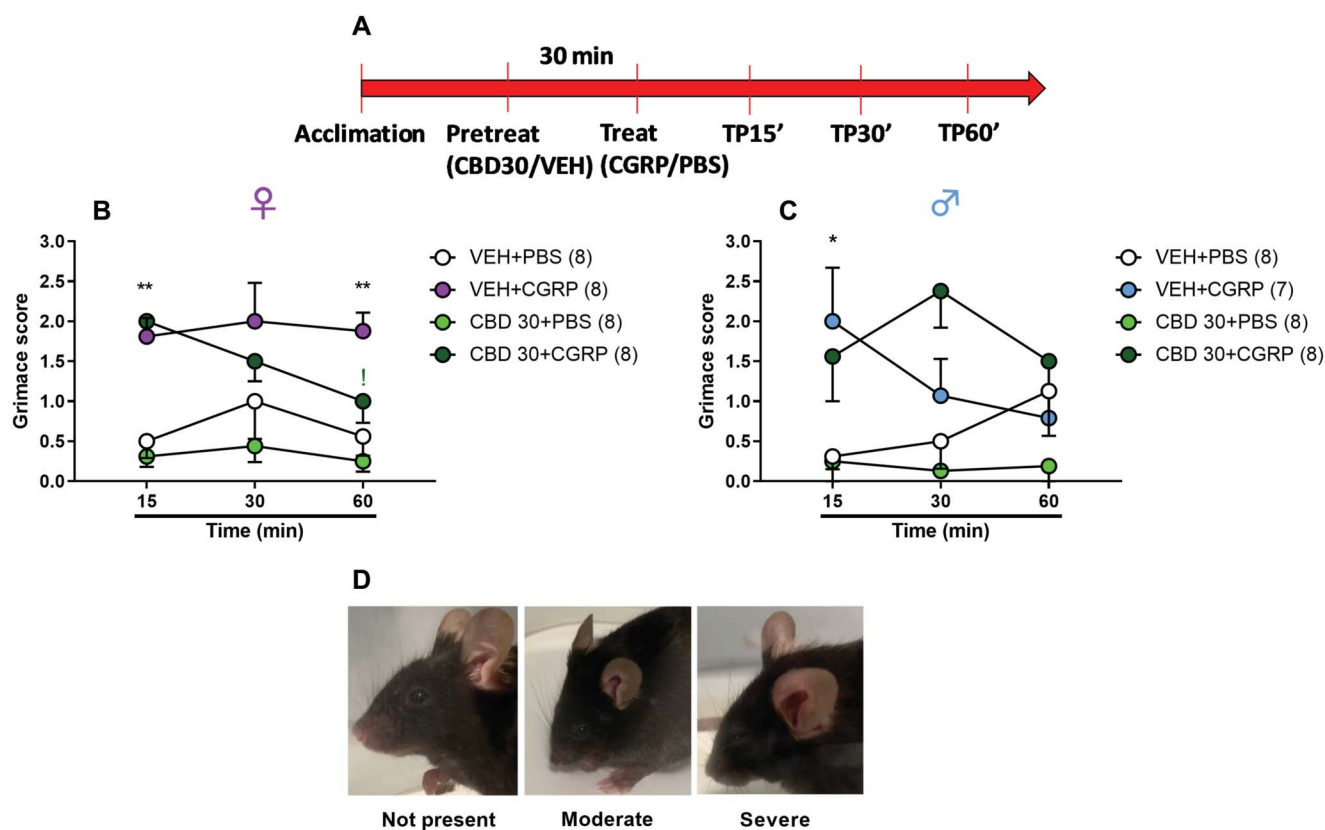 A
30 min
Acclimation Pretreat Treat TP15’ TP30’ TP60’
(CBD30/VEH) (CGRP/PBS)
B ♀
3.0
2.5
2.0
1.5
1.0
0.5
0.0
Grimace score
** **
!
15 30 60
Time (min)
VEH+PBS (8)
VEH+CGRP (8)
CBD 30+PBS (8)
CBD 30+CGRP (8)
C ♂
3.0
2.5
2.0
1.5
1.0
0.5
0.0
Grimace score
*
15 30 60
Time (min)
VEH+PBS (8)
VEH+CGRP (7)
CBD 30+PBS (8)
CBD 30+CGRP (8)
D
Not present Moderate Severe